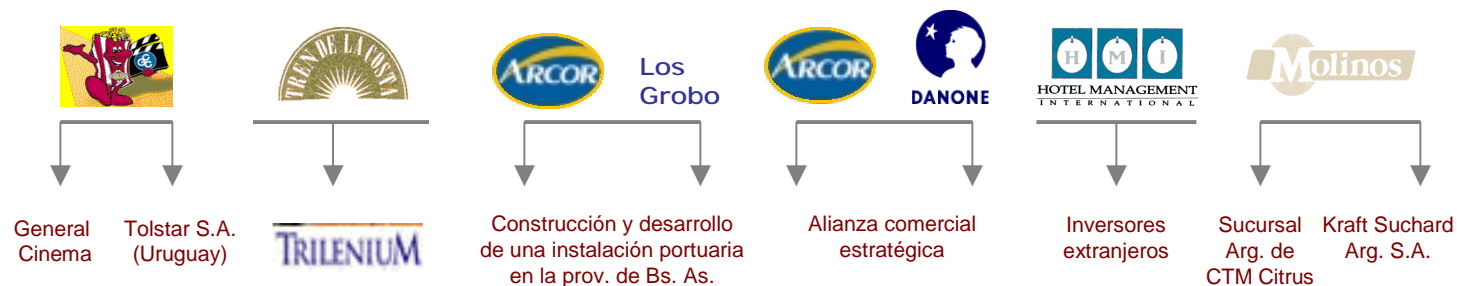 TREN DE LA COSTA
ARCOR
Los
Grobo
ARCOR
DANONE
H M I
HOTEL MANAGEMENT
INTERNATIONAL
Molinos
General
Cinema
Tolstar S.A.
(Uruguay)
TRILENIUM
Construcción y desarrollo
de una instalación portuaria
en la prov. de Bs. As.
Alianza comercial
estratégica
Inversores
extranjeros
Sucursal
Arg. de
CTM Citrus
Kraft Suchard
Arg. S.A.